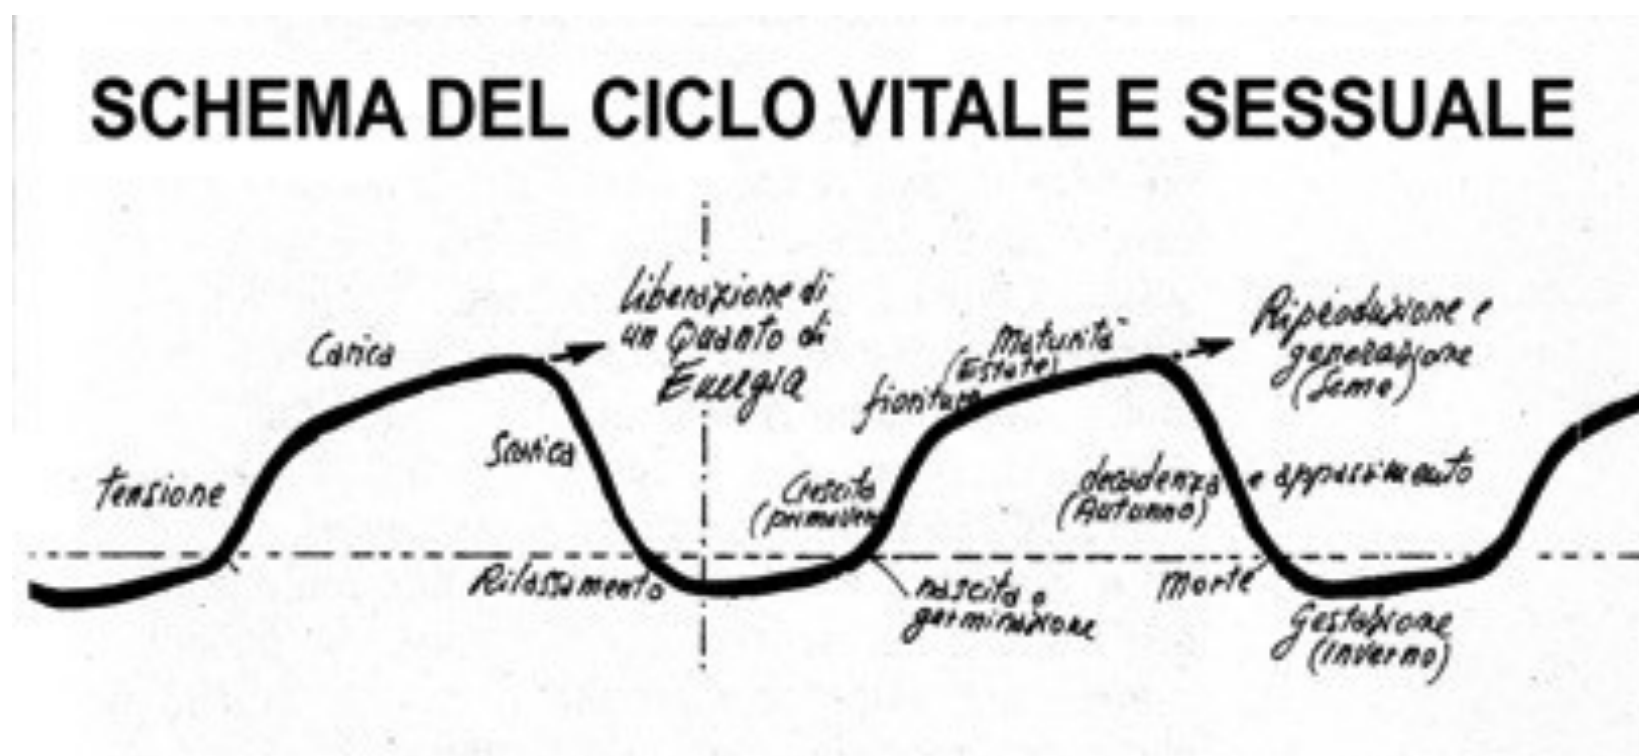 SCHEMA DEL CICLO VITALE E SESSUALE
Liberazione di
un Quanto di
Energia
Carica
Scarica
Tensione
Rilassamento
Maturità
(Estate)
fioritura
Crescita
(primavera
nascita o
germinazione
Riproduzione e
generazione
(Seme)
decadenza e appassimento
(Autunno)
Morte
Gestazione
(inverno)